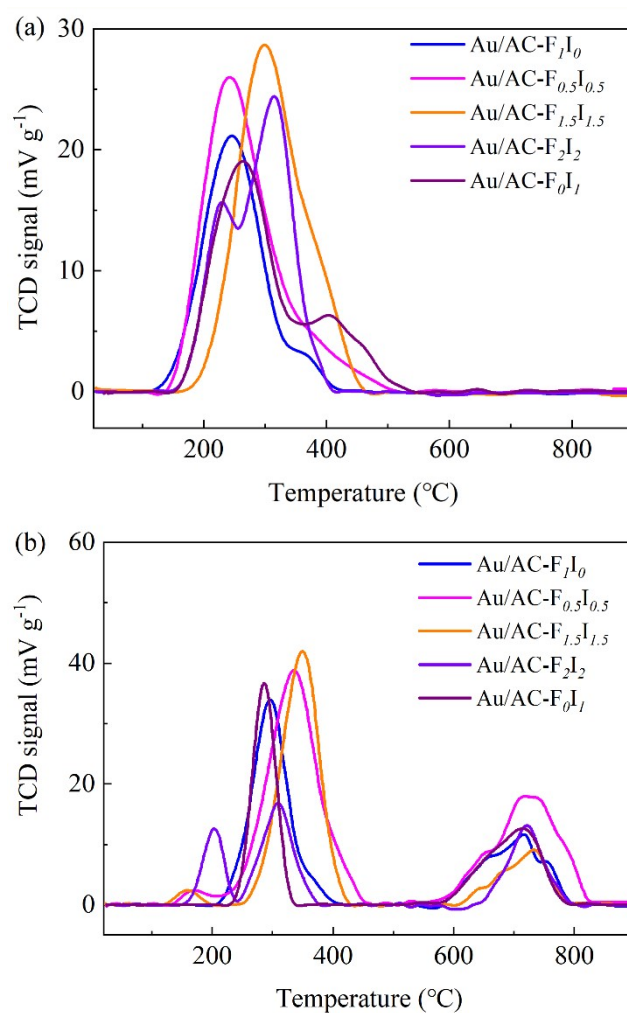 (a)
30
20
10
0
TCD signal (mV g⁻¹)
Au/AC-F₁I₀
Au/AC-F₀.₅I₀.₅
Au/AC-F₁.₅I₁.₅
Au/AC-F₂I₂
Au/AC-F₀I₁
200 400 600 800
Temperature (°C)
(b)
60
40
20
0
TCD signal (mV g⁻¹)
Au/AC-F₁I₀
Au/AC-F₀.₅I₀.₅
Au/AC-F₁.₅I₁.₅
Au/AC-F₂I₂
Au/AC-F₀I₁
200 400 600 800
Temperature (°C)